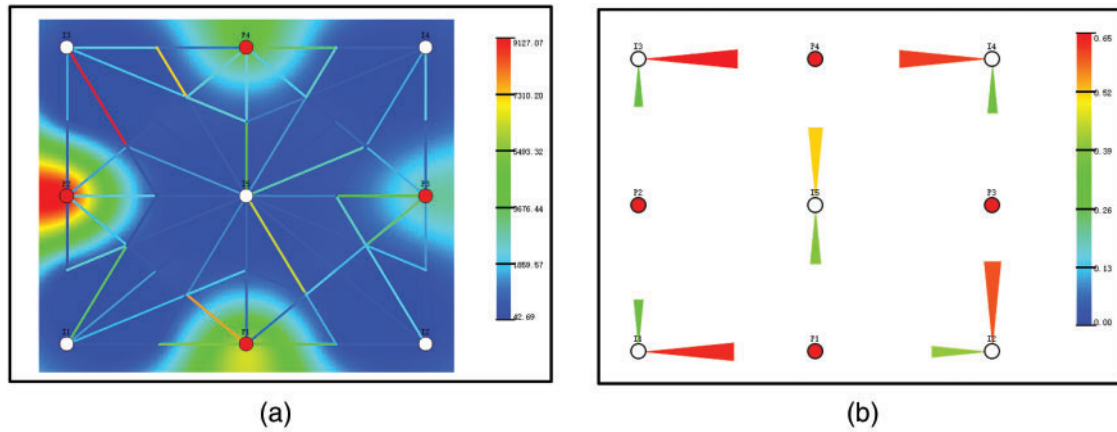 I3 P4 I4
9127.07
7310.20
5493.32
3676.44
1859.57
42.69
P2 I5 P3
I1 P1 I2
(a)
I3 P4 I4
0.65
0.52
0.39
0.26
0.13
0.00
P2 I5 P3
I1 P1 I2
(b)